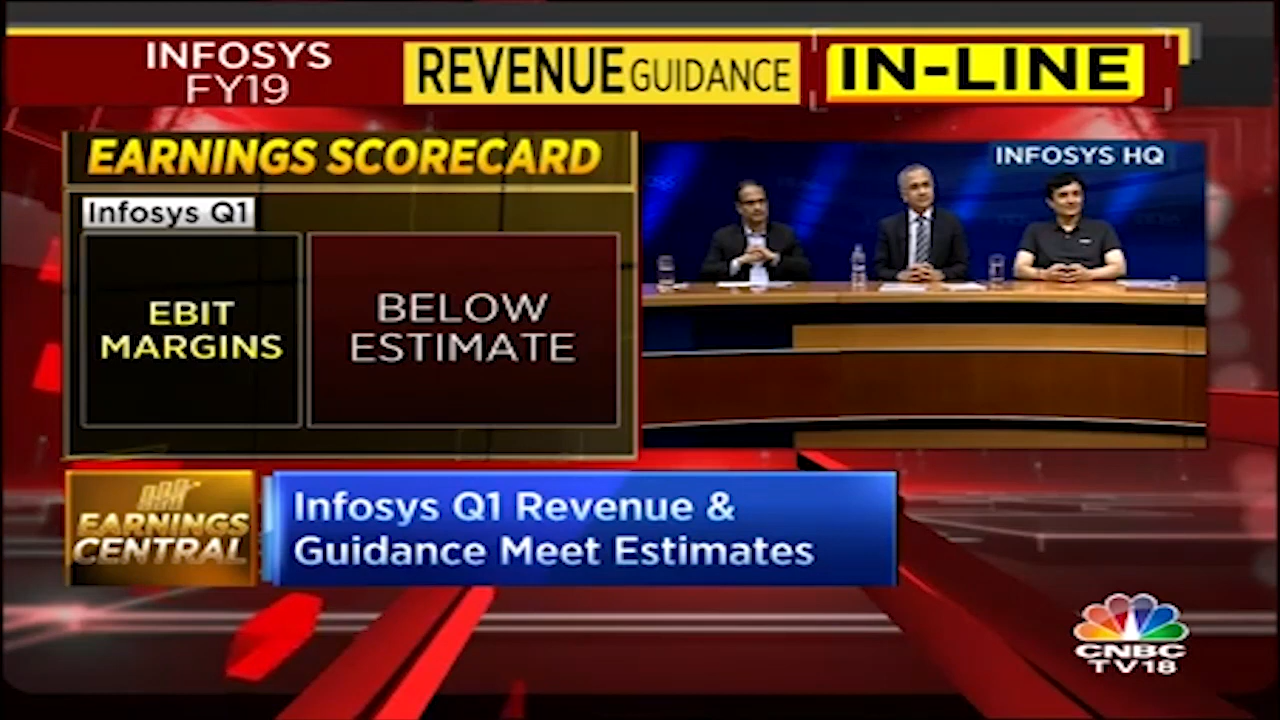 INFOSYS
FY19
REVENUE GUIDANCE
IN-LINE
EARNINGS SCORECARD
Infosys Q1
EBIT
MARGINS
BELOW
ESTIMATE
INFOSYS HQ
EARNINGS
CENTRAL
Infosys Q1 Revenue &
Guidance Meet Estimates
CNBC
TV18